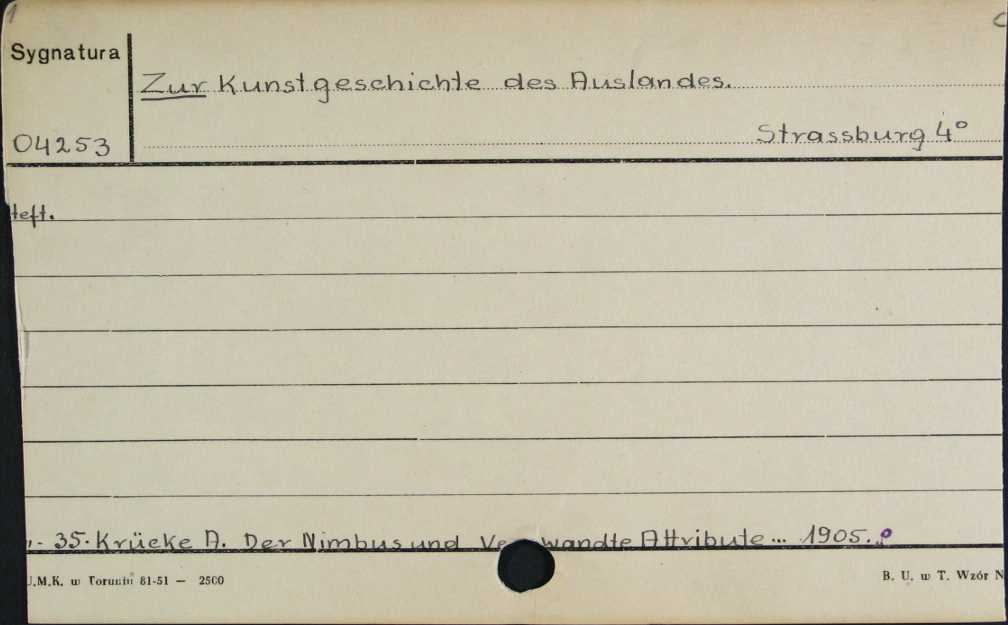 Sygnatura
Zur Kunstgeschichte des Auslandes.
04253
Strassburg 4°
Heft.
- 35. Krücke A. Der Nimbus und Ve wandte Attribute ... 1905.
U.M.K. w Toruniu 81-51 — 2500
B. U. w T. Wzór N